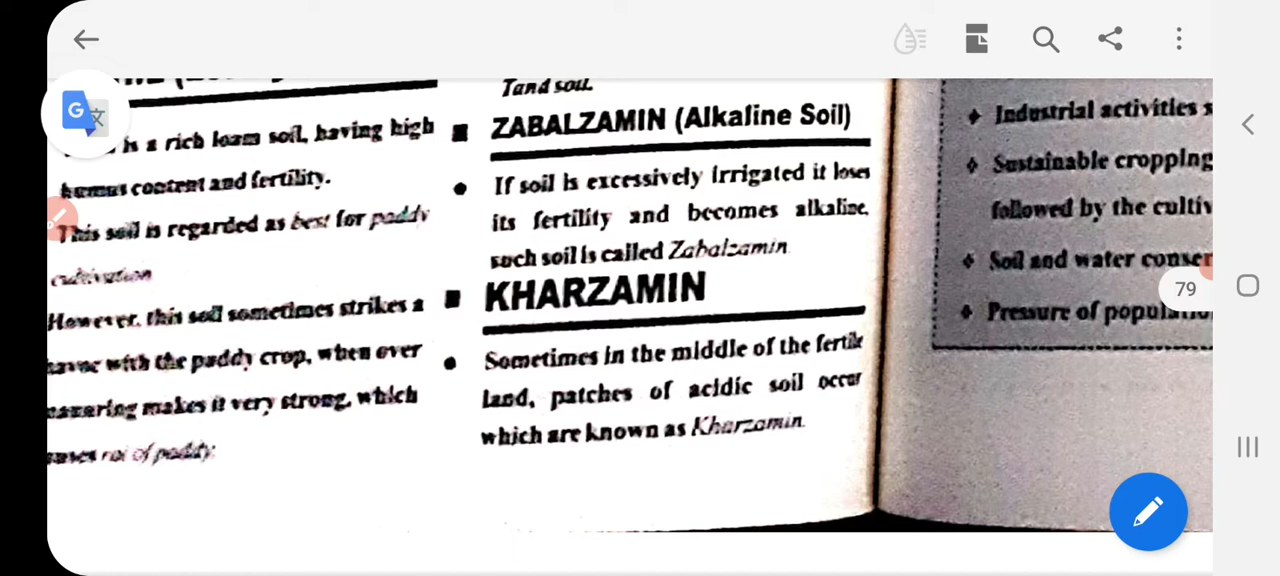 is a rich loam soil, having high
humus content and fertility.
This soil is regarded as best for paddy
cultivation
However, this soil sometimes strikes a
havoc with the paddy crop, when over
makes it very strong, which
rai of paddy.
Tand soil.
ZABALZAMIN (Alkaline Soil)
If soil is excessively irrigated it loses
its fertility and becomes alkaline,
such soil is called Zabalzamin
KHARZAMIN
Sometimes in the middle of the fertile
land, patches of acidic soil occur
which are known as Kharzamin.
Industrial activities s
Sustainable cropping
followed by the cultiv
Soil and water conser
Pressure of population
79